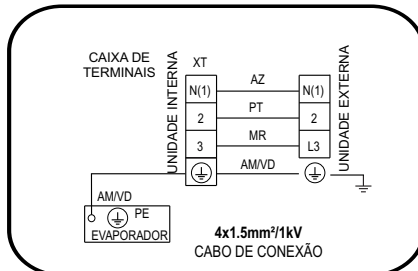 CAIXA DE
TERMINAIS
UNIDADE INTERNA
XT
N(1)
2
3
AZ
PT
MR
AM/VD
N(1)
2
L3
UNIDADE EXTERNA
AM/VD
PE
EVAPORADOR
4x1.5mm²/1kV
CABO DE CONEXÃO